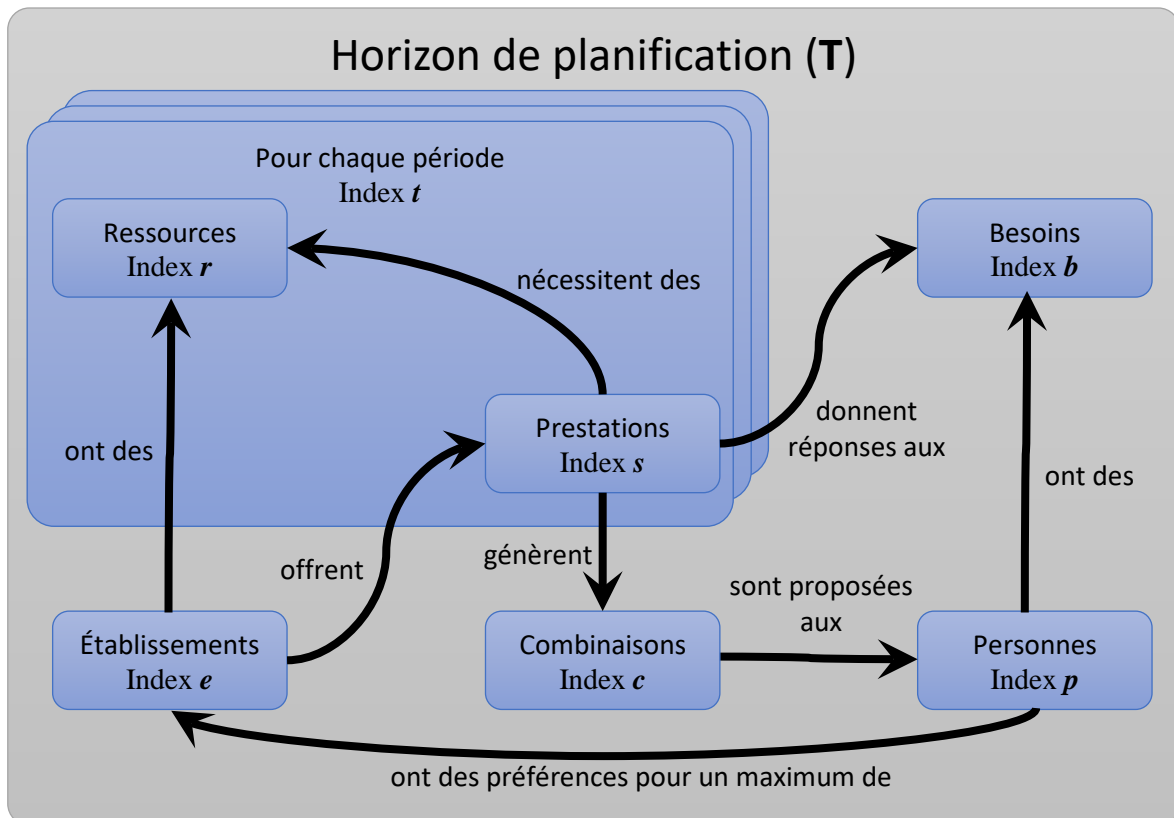 Horizon de planification (T)
Pour chaque période
Index t
Ressources
Index r
Besoins
Index b
nécessitent des
Prestations
Index s
donnent
réponses aux
ont des
ont des
offrent
génèrent
sont proposées
aux
Établissements
Index e
Combinaisons
Index c
Personnes
Index p
ont des préférences pour un maximum de